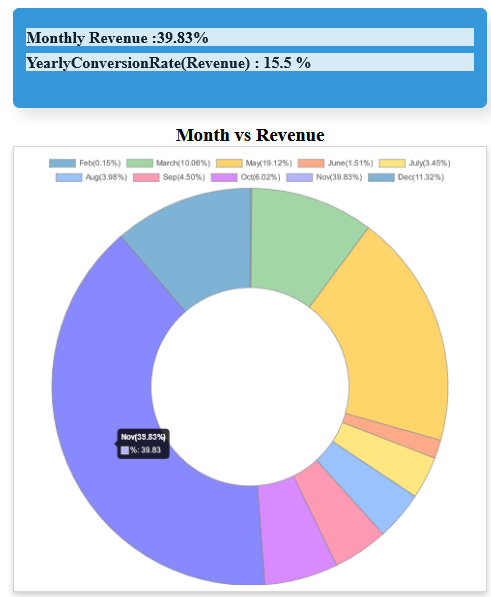 Monthly Revenue :39.83%
YearlyConversionRate(Revenue) : 15.5 %
Month vs Revenue
Feb(0.15%) March(10.06%) May(19.12%) June(1.51%) July(3.45%)
Aug(3.98%) Sep(4.50%) Oct(6.02%) Nov(39.83%) Dec(11.32%)
Nov(39.83%)
%: 39.83